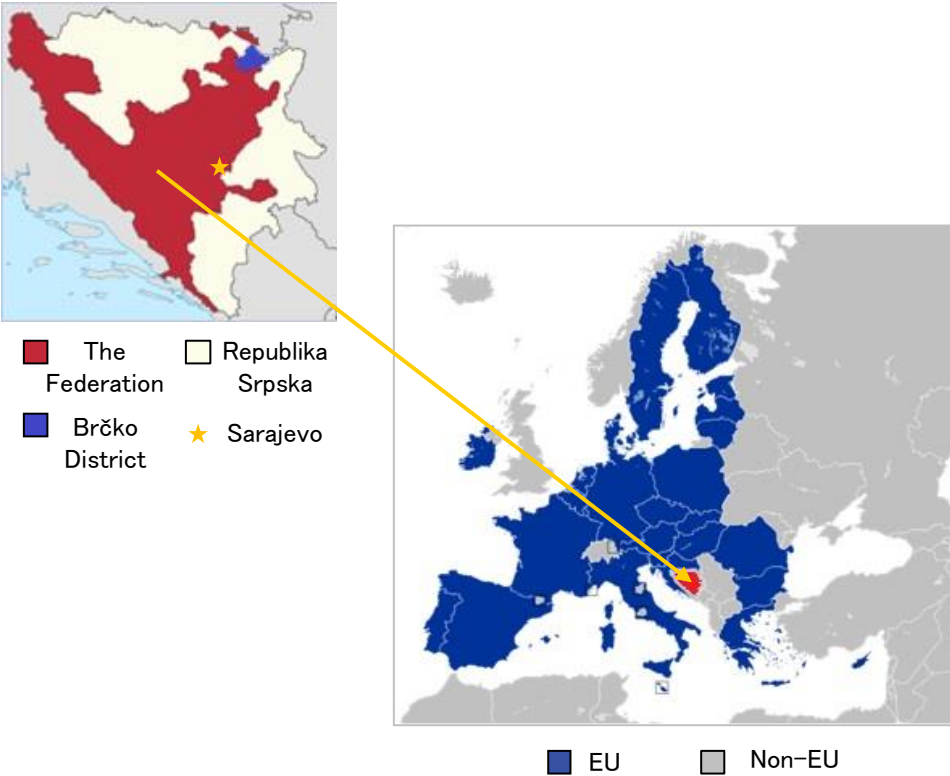 The
Federation
Republika
Srpska
Brčko
District
Sarajevo
EU
Non-EU